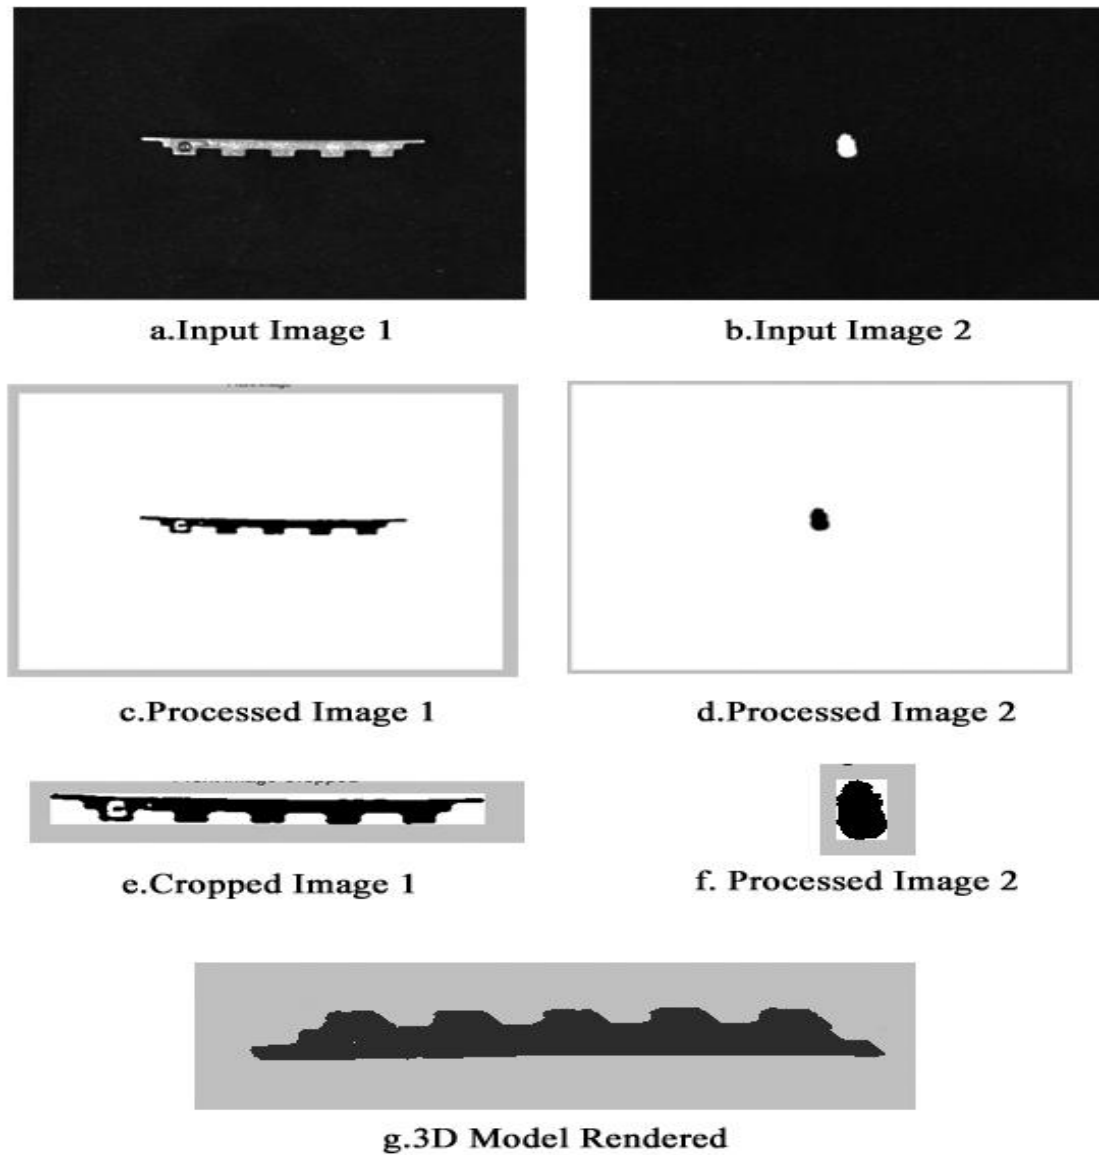 a.Input Image 1
b.Input Image 2
c.Processed Image 1
d.Processed Image 2
e.Cropped Image 1
f. Processed Image 2
g.3D Model Rendered